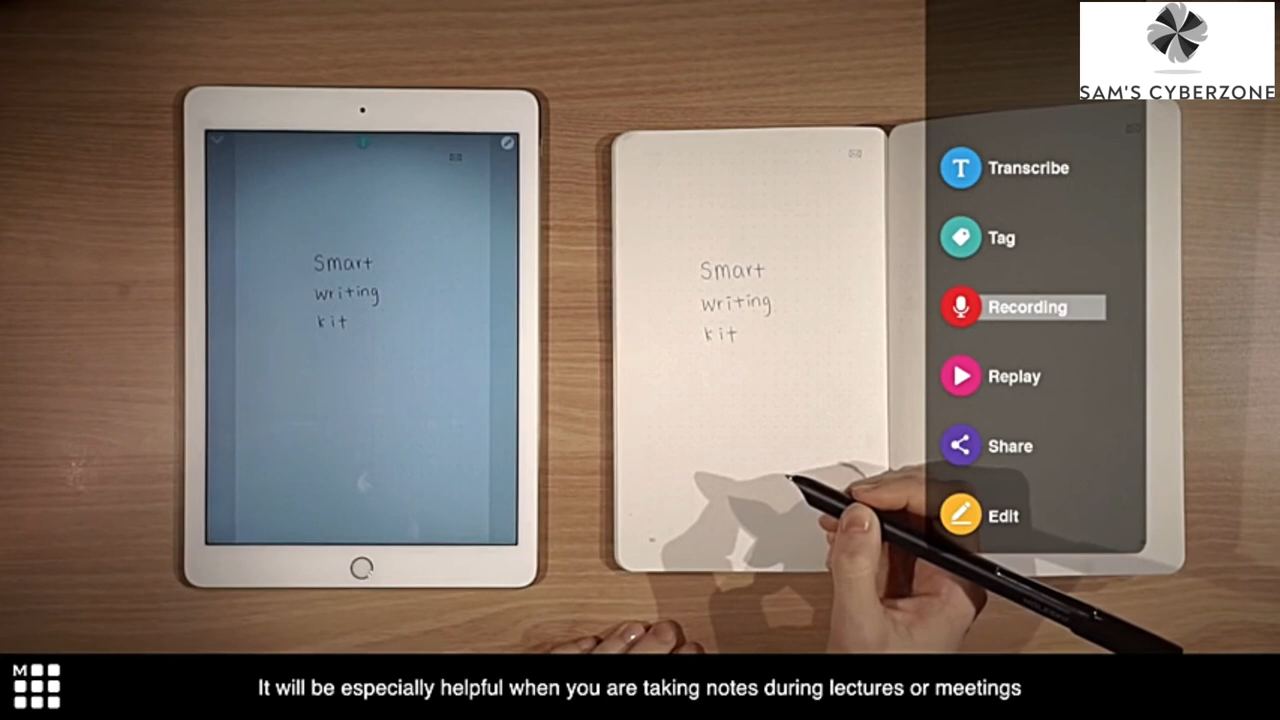 SAM'S CYBERZONE
Smart
writing
kit
Smart
writing
kit
T Transcribe
Tag
Recording
Replay
Share
Edit
M
It will be especially helpful when you are taking notes during lectures or meetings